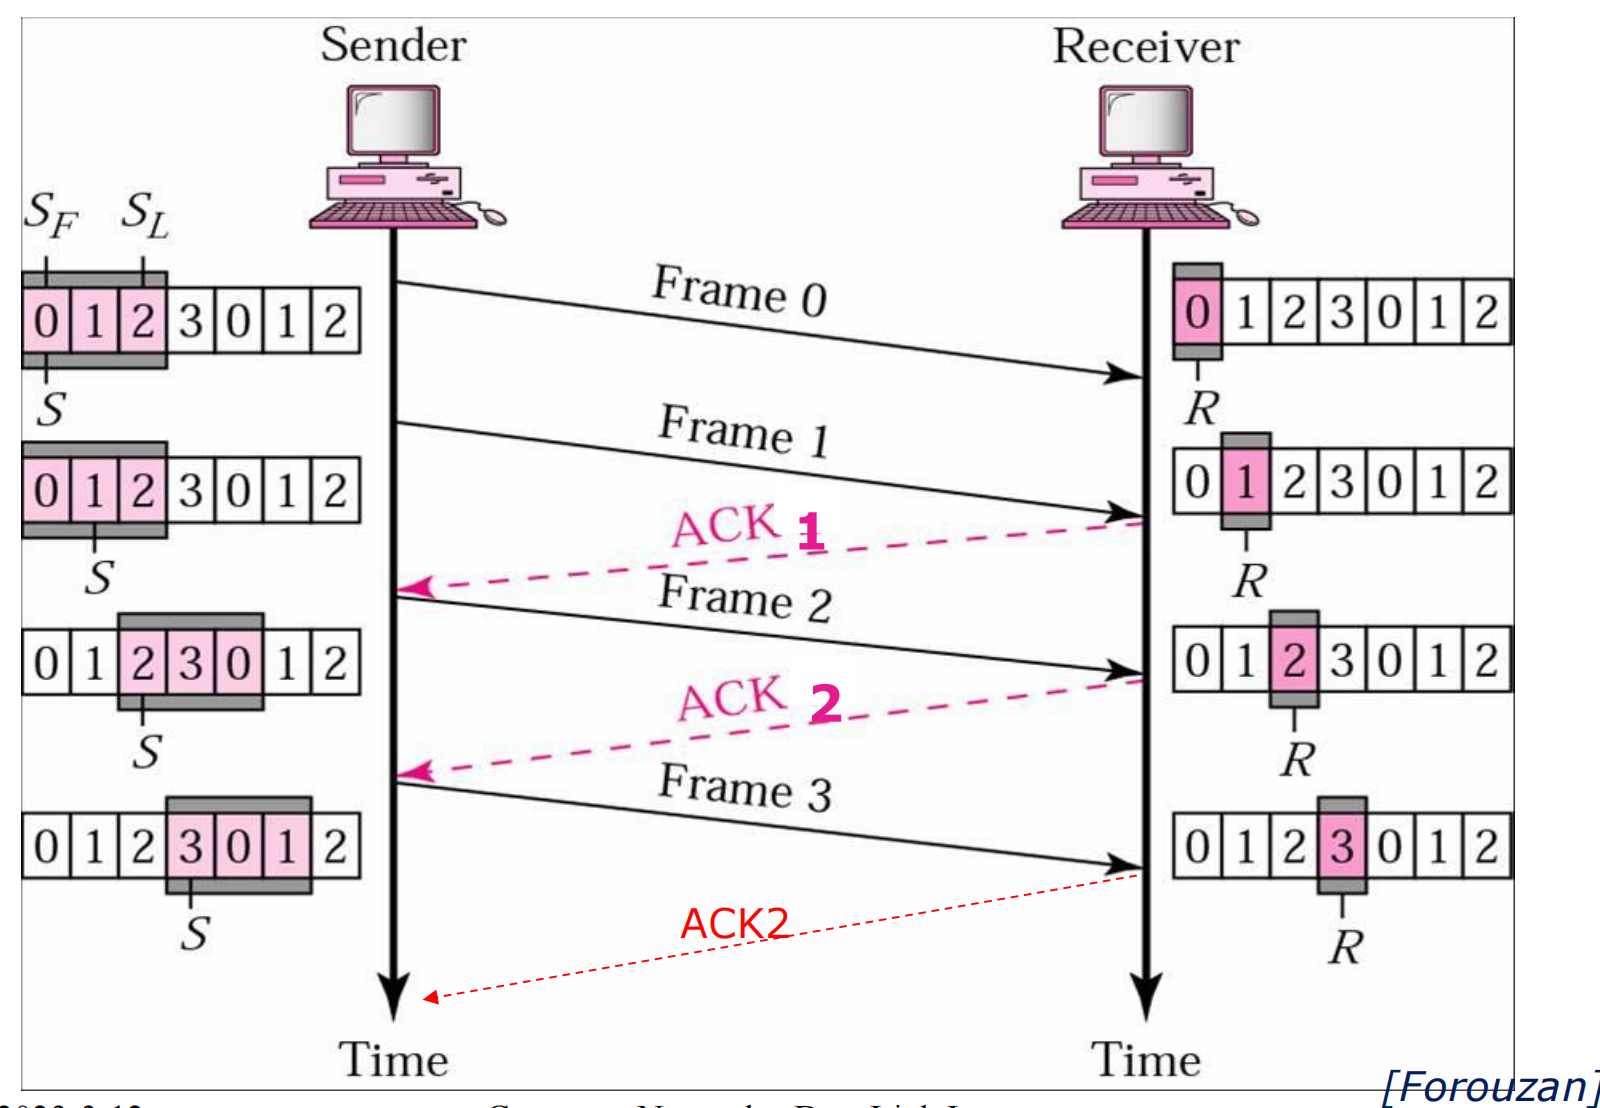 Sender Receiver
S_F S_L
Frame 0
0 1 2 3 0 1 2
0 1 2 3 0 1 2
S
R
Frame 1
0 1 2 3 0 1 2
0 1 2 3 0 1 2
ACK 1
S
R
Frame 2
0 1 2 3 0 1 2
0 1 2 3 0 1 2
ACK 2
S
R
Frame 3
0 1 2 3 0 1 2
0 1 2 3 0 1 2
ACK2
S
R
Time Time
[Forouzan]